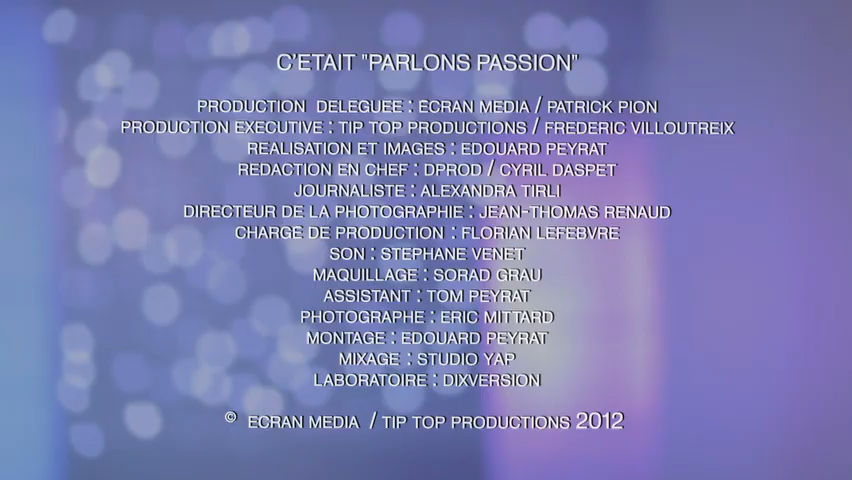 C'ETAIT "PARLONS PASSION"
PRODUCTION DELEGUEE : ECRAN MEDIA / PATRICK PION
PRODUCTION EXECUTIVE : TIP TOP PRODUCTIONS / FREDERIC VILLOUTREIX
REALISATION ET IMAGES : EDOUARD PEYRAT
REDACTION EN CHEF : DPROD / CYRIL DASPET
JOURNALISTE : ALEXANDRA TIRLI
DIRECTEUR DE LA PHOTOGRAPHIE : JEAN-THOMAS RENAUD
CHARGE DE PRODUCTION : FLORIAN LEFEBVRE
SON : STEPHANE VENET
MAQUILLAGE : SORAD GRAU
ASSISTANT : TOM PEYRAT
PHOTOGRAPHE : ERIC MITTARD
MONTAGE : EDOUARD PEYRAT
MIXAGE : STUDIO YAP
LABORATOIRE : DIXVERSION
© ECRAN MEDIA / TIP TOP PRODUCTIONS 2012